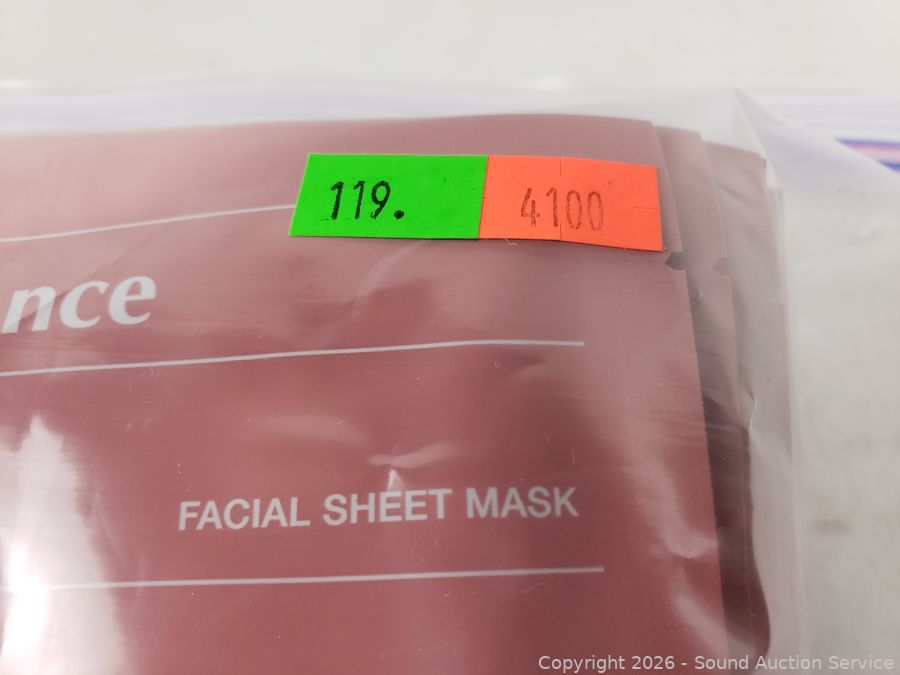 119. 4100
nce
FACIAL SHEET MASK
Copyright 2026 - Sound Auction Service